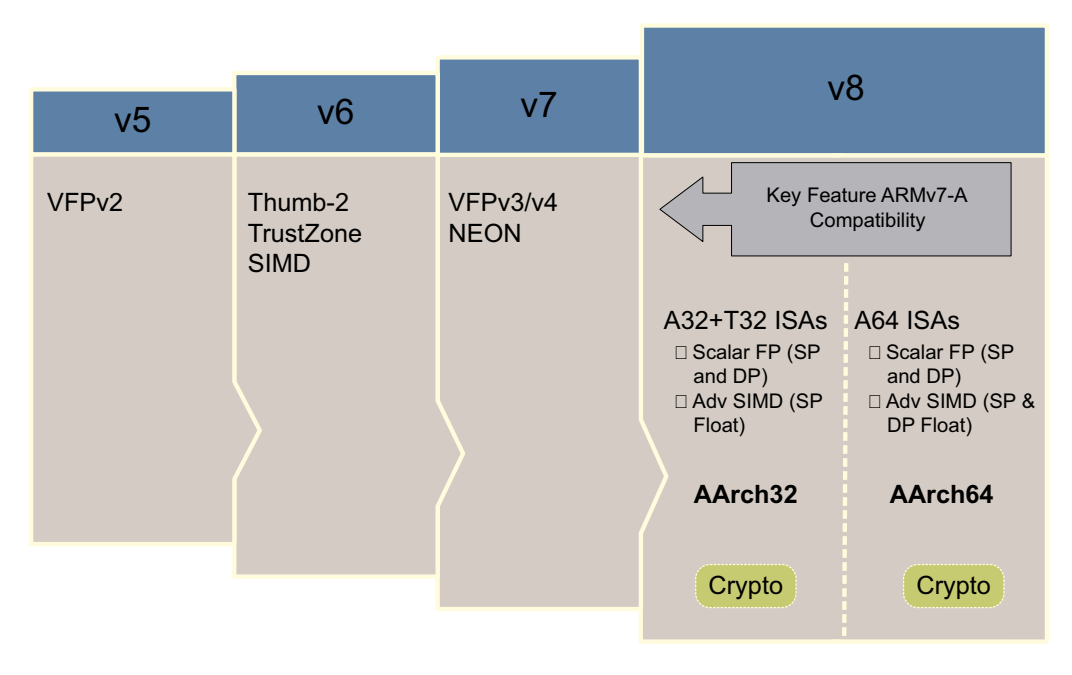 v5
v6
v7
v8
VFPv2
Thumb-2
TrustZone
SIMD
VFPv3/v4
NEON
Key Feature ARMv7-A
Compatibility
A32+T32 ISAs
□ Scalar FP (SP
and DP)
□ Adv SIMD (SP
Float)
AArch32
Crypto
A64 ISAs
□ Scalar FP (SP
and DP)
□ Adv SIMD (SP &
DP Float)
AArch64
Crypto